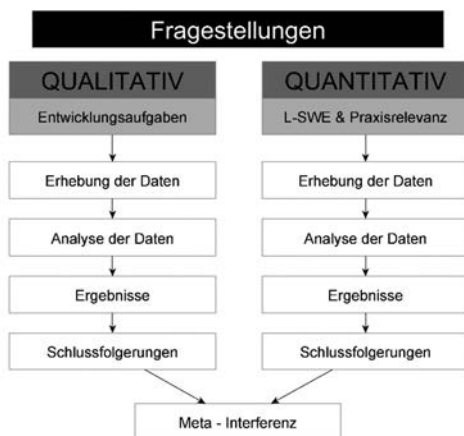 Fragestellungen
QUALITATIV
Entwicklungsaufgaben
Erhebung der Daten
Analyse der Daten
Ergebnisse
Schlussfolgerungen
QUANTITATIV
L-SWE & Praxisrelevanz
Erhebung der Daten
Analyse der Daten
Ergebnisse
Schlussfolgerungen
Meta - Interferenz